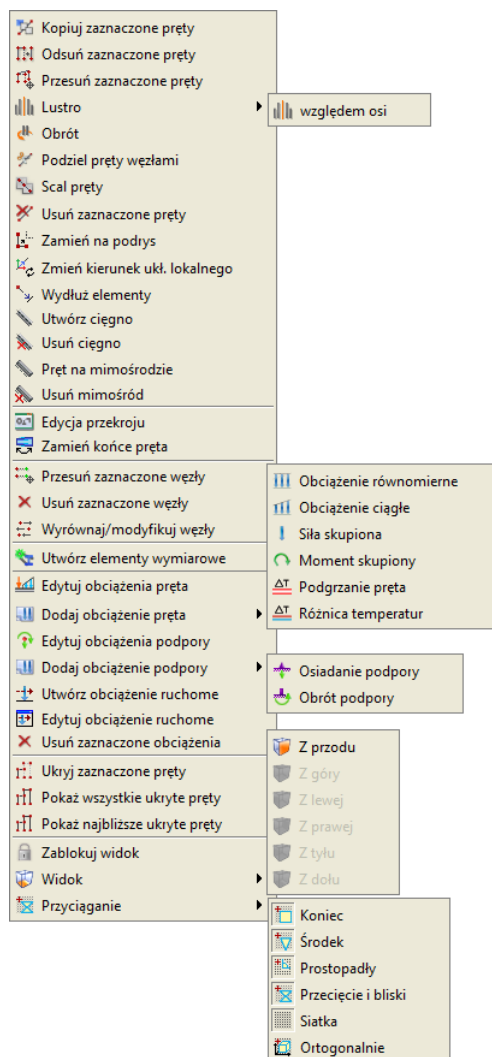 Kopiuj zaznaczone pręty
Odsuń zaznaczone pręty
Przesuń zaznaczone pręty
Lustro
względem osi
Obrót
Podziel pręty węzłami
Scal pręty
Usuń zaznaczone pręty
Zamień na podrys
Zmień kierunek ukł. lokalnego
Wydłuż elementy
Utwórz cięgno
Usuń cięgno
Pręt na mimośrodzie
Usuń mimośród
Edycja przekroju
Zamień końce pręta
Przesuń zaznaczone węzły
Usuń zaznaczone węzły
Wyrównaj/modyfikuj węzły
Utwórz elementy wymiarowe
Edytuj obciążenia pręta
Dodaj obciążenie pręta
Obciążenie równomierne
Obciążenie ciągłe
Siła skupiona
Moment skupiony
ΔT Podgrzanie pręta
ΔT Różnica temperatur
Edytuj obciążenia podpory
Dodaj obciążenie podpory
Osiadanie podpory
Obrót podpory
Utwórz obciążenie ruchome
Edytuj obciążenie ruchome
Usuń zaznaczone obciążenia
Ukryj zaznaczone pręty
Pokaż wszystkie ukryte pręty
Pokaż najbliższe ukryte pręty
Zablokuj widok
Widok
Z przodu
Z góry
Z lewej
Z prawej
Z tyłu
Z dołu
Przyciąganie
Koniec
Środek
Prostopadły
Przecięcie i bliski
Siatka
Ortogonalnie